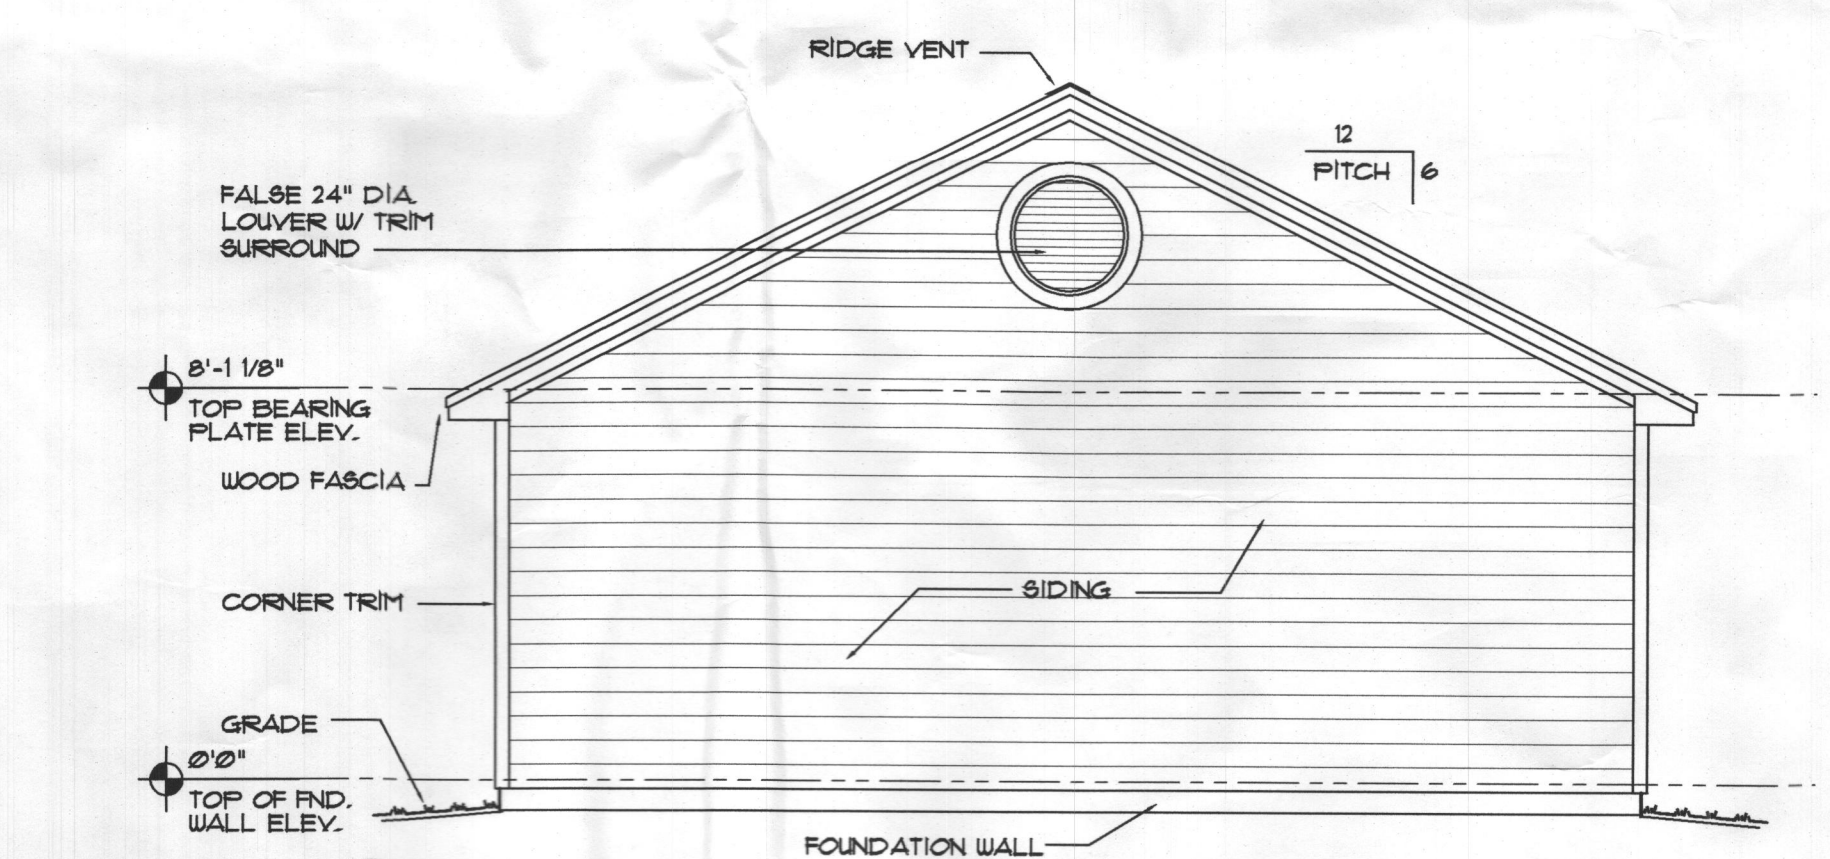 RIDGE VENT
12
PITCH 6
FALSE 24" DIA.
LOUVER W/ TRIM
SURROUND
8'-1 1/8"
TOP BEARING
PLATE ELEV.
WOOD FASCIA
SIDING
CORNER TRIM
GRADE
0'0"
TOP OF FND.
WALL ELEV.
FOUNDATION WALL